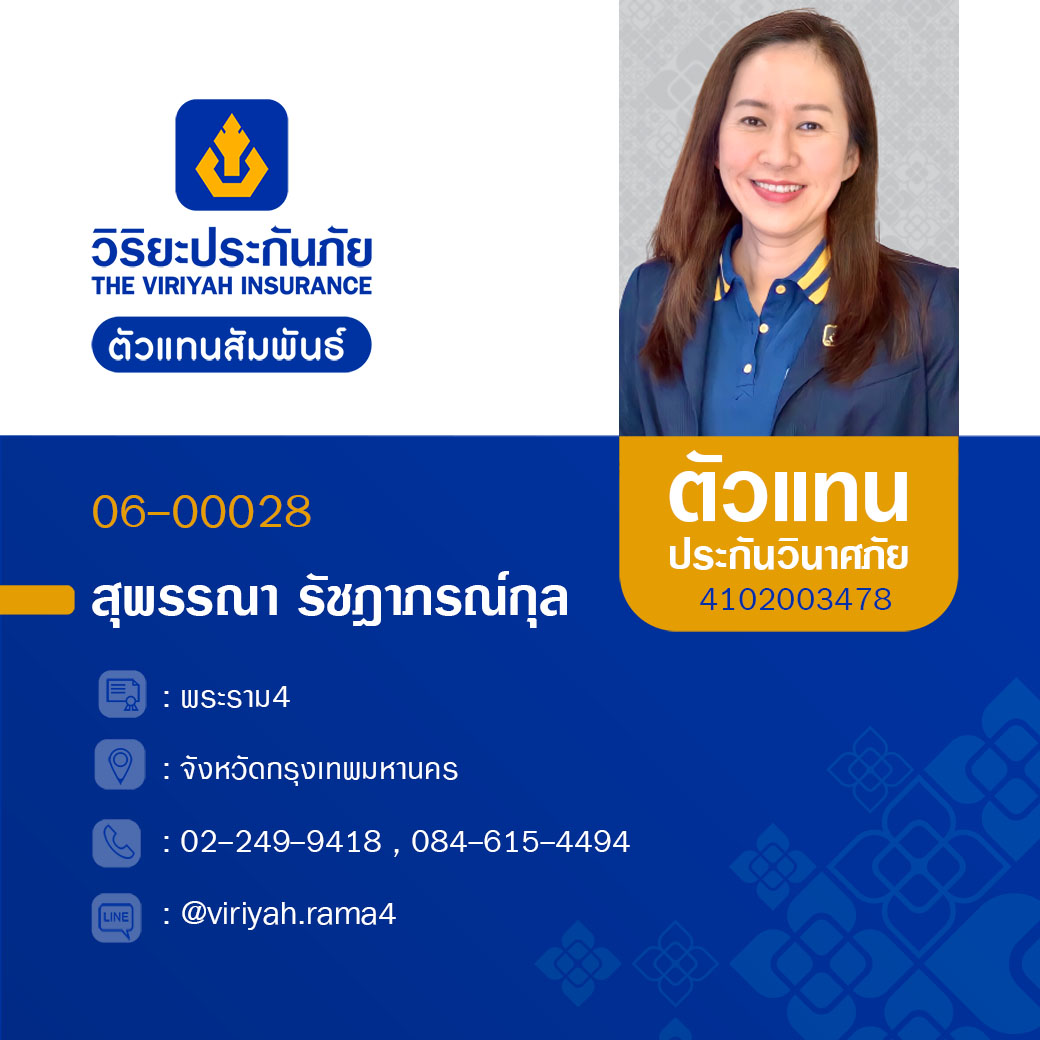 วิริยะประกันภัย
THE VIRIYAH INSURANCE
ตัวแทนสัมพันธ์
ตัวแทน
ประกันวินาศภัย
4102003478
06-00028
สุพรรณา รัชฎาภรณ์กุล
: พระราม4
: จังหวัดกรุงเทพมหานคร
: 02-249-9418 , 084-615-4494
LINE : @viriyah.rama4